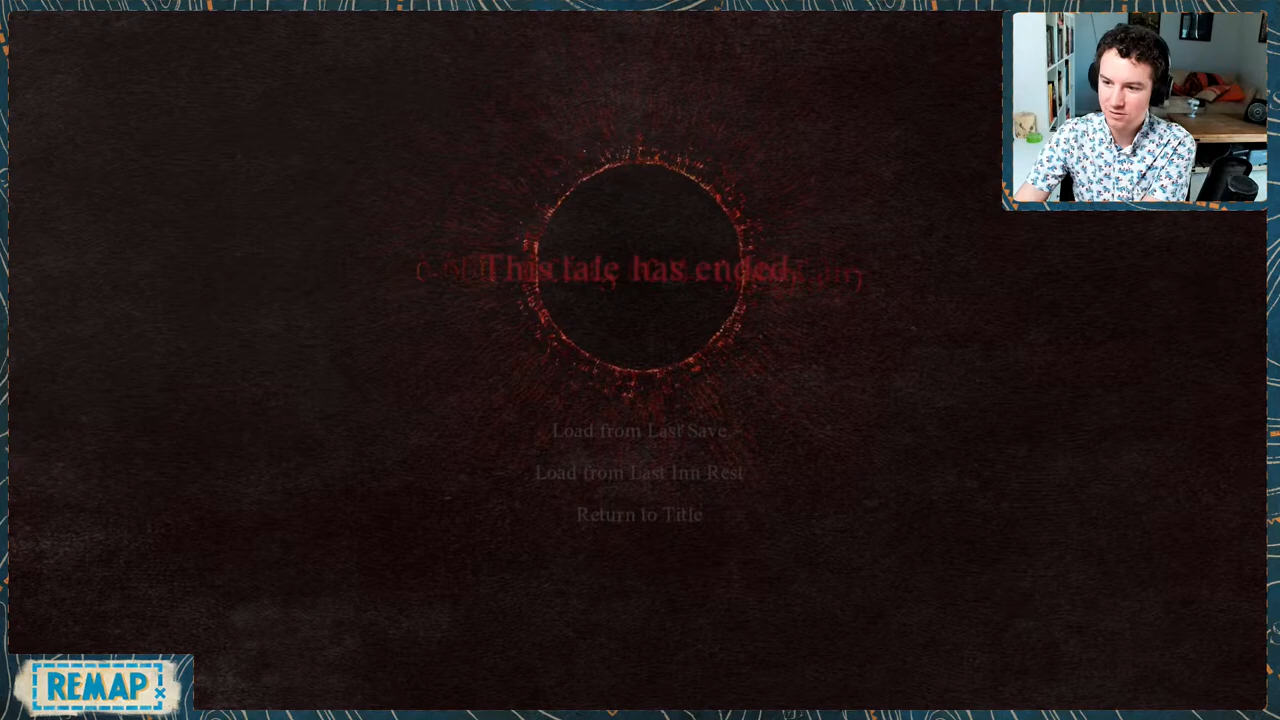 This tale has ended
Load from Last Save
Load from Last Inn Rest
Return to Title
REMAP